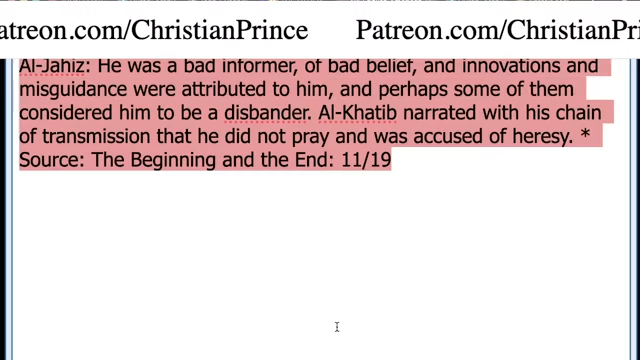 atreon.com/ChristianPrince Patreon.com/ChristianPri
Al-Jahiz: He was a bad informer, of bad belief, and innovations and
misguidance were attributed to him, and perhaps some of them
considered him to be a disbander. Al-Khatib narrated with his chain
of transmission that he did not pray and was accused of heresy. *
Source: The Beginning and the End: 11/19